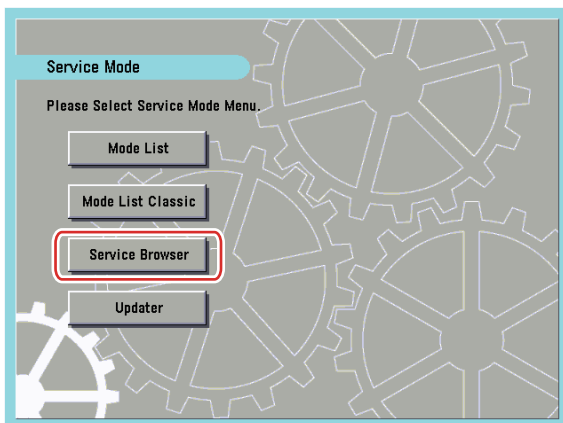 Service Mode
Please Select Service Mode Menu.
Mode List
Mode List Classic
Service Browser
Updater